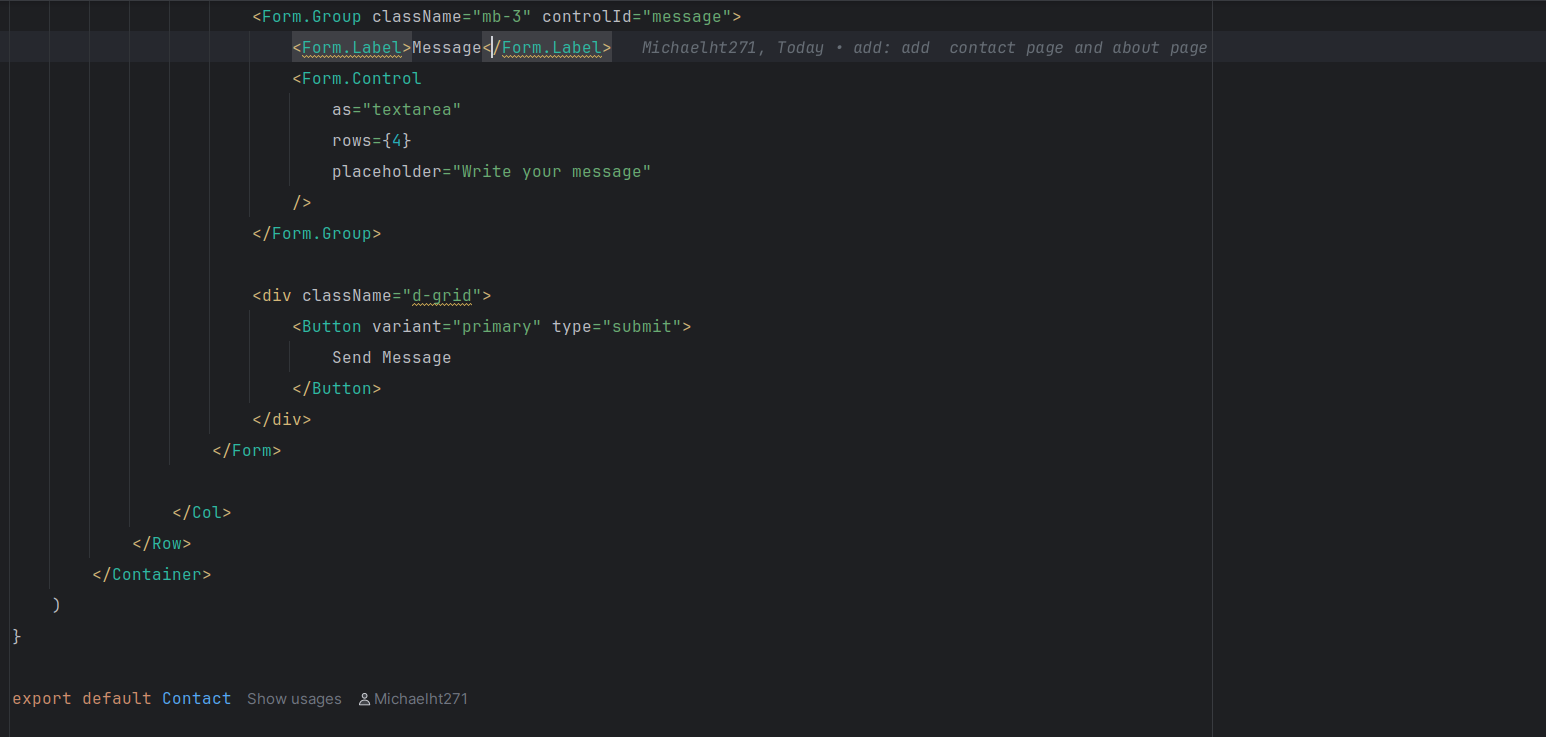 <Form.Group className="mb-3" controlId="message">
<Form.Label>Message</Form.Label> Michaelht271, Today • add: add  contact page and about page
<Form.Control
as="textarea"
rows={4}
placeholder="Write your message"
/>
</Form.Group>
<div className="d-grid">
<Button variant="primary" type="submit">
Send Message
</Button>
</div>
</Form>
</Col>
</Row>
</Container>
)
}
export default Contact Show usages Michaelht271